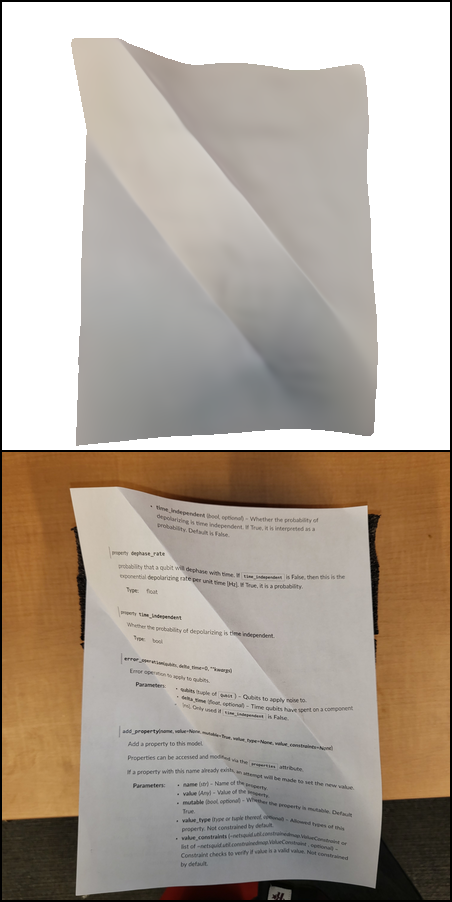 • time_independent (bool, optional) – Whether the probability of
depolarizing is time independent. If True, it is interpreted as a
probability. Default is False.
property dephase_rate
probability that a qubit will dephase with time. If time_independent is False, then this is the
exponential depolarizing rate per unit time [Hz]. If True, it is a probability.
Type: float
property time_independent
Whether the probability of depolarizing is time independent.
Type: bool
error_operation(qubits, delta_time=0, **kwargs)
Error operation to apply to qubits.
Parameters: • qubits (tuple of Qubit) – Qubits to apply noise to.
• delta_time (float, optional) – Time qubits have spent on a component
[ns]. Only used if time_independent is False.
add_property(name, value=None, mutable=True, value_type=None, value_constraints=None)
Add a property to this model.
Properties can be accessed and modified via the properties attribute.
If a property with this name already exists, an attempt will be made to set the new value
Parameters: • name (str) – Name of the property.
• value (Any) – Value of the property.
• mutable (bool, optional) – Whether the property is mutable. Default
True.
• value_type (type or tuple thereof, optional) – Allowed types of this
property. Not constrained by default.
• value_constraints (~netsquid.util.constrainedmap.ValueConstraint or
list of ~netsquid.util.constrainedmap.ValueConstraint , optional) –
Constraint checks to verify if value is a valid value. Not constrained
by default.